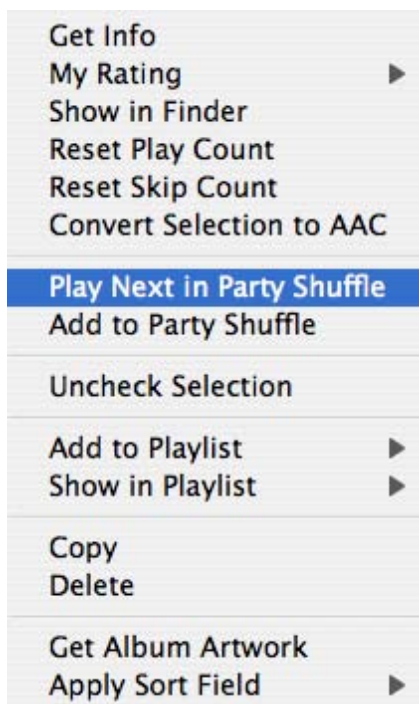 Get Info
My Rating
Show in Finder
Reset Play Count
Reset Skip Count
Convert Selection to AAC
Play Next in Party Shuffle
Add to Party Shuffle
Uncheck Selection
Add to Playlist
Show in Playlist
Copy
Delete
Get Album Artwork
Apply Sort Field